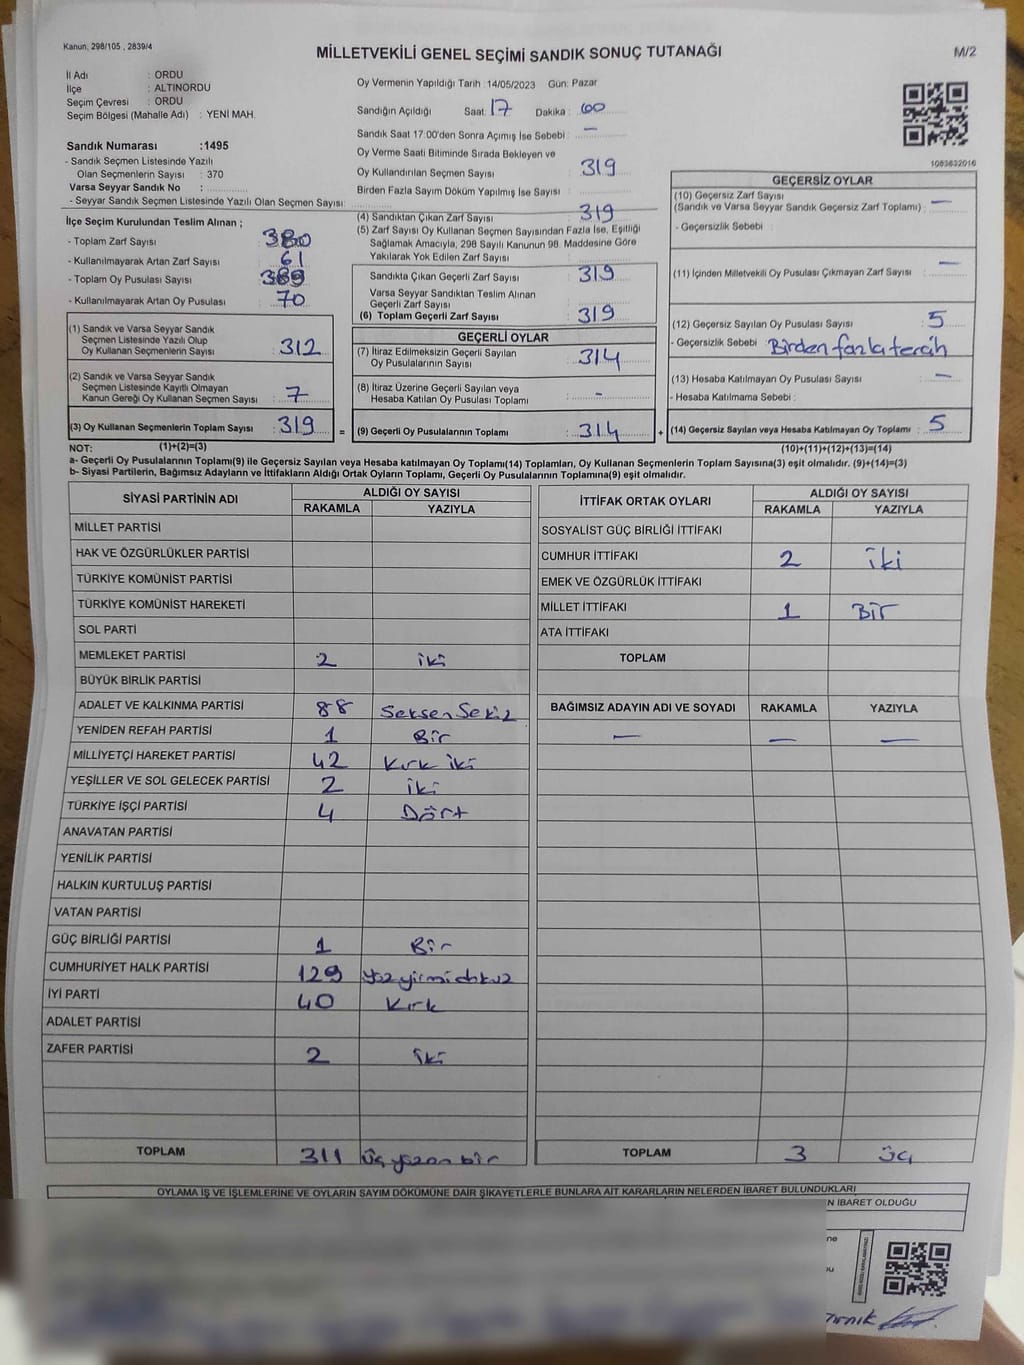 Kanun, 298/105 , 2839/4
MİLLETVEKİLİ GENEL SEÇİMİ SANDIK SONUÇ TUTANAĞI
M/2
İl Adı : ORDU
İlçe : ALTINORDU
Seçim Çevresi : ORDU
Seçim Bölgesi (Mahalle Adı) : YENİ MAH.
Sandık Numarası :1495
- Sandık Seçmen Listesinde Yazılı
Olan Seçmenlerin Sayısı : 370
Varsa Seyyar Sandık No :
- Seyyar Sandık Seçmen Listesinde Yazılı Olan Seçmen Sayısı:
Oy Vermenin Yapıldığı Tarih :14/05/2023 Gün: Pazar
Sandığın Açıldığı Saat: 17 Dakika : 00
Sandık Saat 17:00'den Sonra Açımış İse Sebebi : —
Oy Verme Saati Bitiminde Sırada Bekleyen ve
Oy Kullandırılan Seçmen Sayısı 319
Birden Fazla Sayım Döküm Yapılmış İse Sayısı :
1083632016
İlçe Seçim Kurulundan Teslim Alınan ;
- Toplam Zarf Sayısı : 380
- Kullanılmayarak Artan Zarf Sayısı : 61
- Toplam Oy Pusulası Sayısı : 389
- Kullanılmayarak Artan Oy Pusulası : 70
(4) Sandıktan Çıkan Zarf Sayısı : 319
(5) Zarf Sayısı Oy Kullanan Seçmen Sayısından Fazla İse, Eşitliği
Sağlamak Amacıyla, 298 Sayılı Kanunun 98. Maddesine Göre
Yakılarak Yok Edilen Zarf Sayısı :
Sandıkta Çıkan Geçerli Zarf Sayısı : 319
Varsa Seyyar Sandıktan Teslim Alınan
Geçerli Zarf Sayısı :
(6) Toplam Geçerli Zarf Sayısı : 319
GEÇERSİZ OYLAR
(10) Geçersiz Zarf Sayısı
(Sandık ve Varsa Seyyar Sandık Geçersiz Zarf Toplamı) : —
- Geçersizlik Sebebi :
(11) İçinden Milletvekili Oy Pusulası Çıkmayan Zarf Sayısı : —
(12) Geçersiz Sayılan Oy Pusulası Sayısı : 5
- Geçersizlik Sebebi : Birden fazla tercih
(13) Hesaba Katılmayan Oy Pusulası Sayısı : —
- Hesaba Katılmama Sebebi :
(14) Geçersiz Sayılan veya Hesaba Katılmayan Oy Toplamı : 5
(1) Sandık ve Varsa Seyyar Sandık
Seçmen Listesinde Yazılı Olup
Oy Kullanan Seçmenlerin Sayısı : 312
(2) Sandık ve Varsa Seyyar Sandık
Seçmen Listesinde Kayıtlı Olmayan
Kanun Gereği Oy Kullanan Seçmen Sayısı : 7
(3) Oy Kullanan Seçmenlerin Toplam Sayısı : 319
GEÇERLİ OYLAR
(7) İtiraz Edilmeksizin Geçerli Sayılan
Oy Pusulalarının Sayısı : 314
(8) İtiraz Üzerine Geçerli Sayılan veya
Hesaba Katılan Oy Pusulası Toplamı : -
= (9) Geçerli Oy Pusulalarının Toplamı : 314 +
NOT: (1)+(2)=(3)
(10)+(11)+(12)+(13)=(14)
a- Geçerli Oy Pusulalarının Toplamı(9) ile Geçersiz Sayılan veya Hesaba katılmayan Oy Toplamı(14) Toplamları, Oy Kullanan Seçmenlerin Toplam Sayısına(3) eşit olmalıdır. (9)+(14)=(3)
b- Siyasi Partilerin, Bağımsız Adayların ve İttifakların Aldığı Ortak Oyların Toplamı, Geçerli Oy Pusulalarının Toplamına(9) eşit olmalıdır.
SİYASİ PARTİNİN ADI ALDIĞI OY SAYISI
RAKAMLA YAZIYLA
MİLLET PARTİSİ
HAK VE ÖZGÜRLÜKLER PARTİSİ
TÜRKİYE KOMÜNİST PARTİSİ
TÜRKİYE KOMÜNİST HAREKETİ
SOL PARTİ
MEMLEKET PARTİSİ 2 iki
BÜYÜK BİRLİK PARTİSİ
ADALET VE KALKINMA PARTİSİ 88 Seksen Sekiz
YENİDEN REFAH PARTİSİ 1 Bir
MİLLİYETÇİ HAREKET PARTİSİ 42 Kırk iki
YEŞİLLER VE SOL GELECEK PARTİSİ 2 iki
TÜRKİYE İŞÇİ PARTİSİ 4 Dört
ANAVATAN PARTİSİ
YENİLİK PARTİSİ
HALKIN KURTULUŞ PARTİSİ
VATAN PARTİSİ
GÜÇ BİRLİĞİ PARTİSİ 1 Bir
CUMHURİYET HALK PARTİSİ 129 yüzyirmidokuz
İYİ PARTİ 40 Kırk
ADALET PARTİSİ
ZAFER PARTİSİ 2 iki
TOPLAM 311 üçyüzon bir
İTTİFAK ORTAK OYLARI ALDIĞI OY SAYISI
RAKAMLA YAZIYLA
SOSYALİST GÜÇ BİRLİĞİ İTTİFAKI
CUMHUR İTTİFAKI 2 iki
EMEK VE ÖZGÜRLÜK İTTİFAKI
MİLLET İTTİFAKI 1 Bir
ATA İTTİFAKI
TOPLAM
BAĞIMSIZ ADAYIN ADI VE SOYADI RAKAMLA YAZIYLA
— — —
TOPLAM 3 üç
OYLAMA İŞ VE İŞLEMLERİNE VE OYLARIN SAYIM DÖKÜMÜNE DAİR ŞİKAYETLERLE BUNLARA AİT KARARLARIN NELERDEN İBARET BULUNDUKLARI
N İBARET OLDUĞU